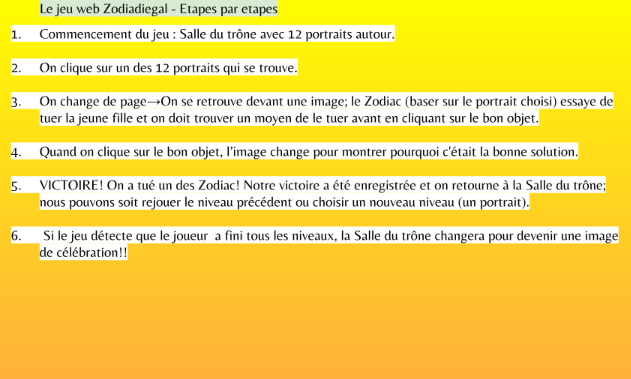 Le jeu web Zodiadiegal - Etapes par etapes
1. Commencement du jeu : Salle du trône avec 12 portraits autour.
2. On clique sur un des 12 portraits qui se trouve.
3. On change de page→On se retrouve devant une image; le Zodiac (baser sur le portrait choisi) essaye de
tuer la jeune fille et on doit trouver un moyen de le tuer avant en cliquant sur le bon objet.
4. Quand on clique sur le bon objet, l'image change pour montrer pourquoi c'était la bonne solution.
5. VICTOIRE! On a tué un des Zodiac! Notre victoire a été enregistrée et on retourne à la Salle du trône;
nous pouvons soit rejouer le niveau précédent ou choisir un nouveau niveau (un portrait).
6. Si le jeu détecte que le joueur a fini tous les niveaux, la Salle du trône changera pour devenir une image
de célébration!!